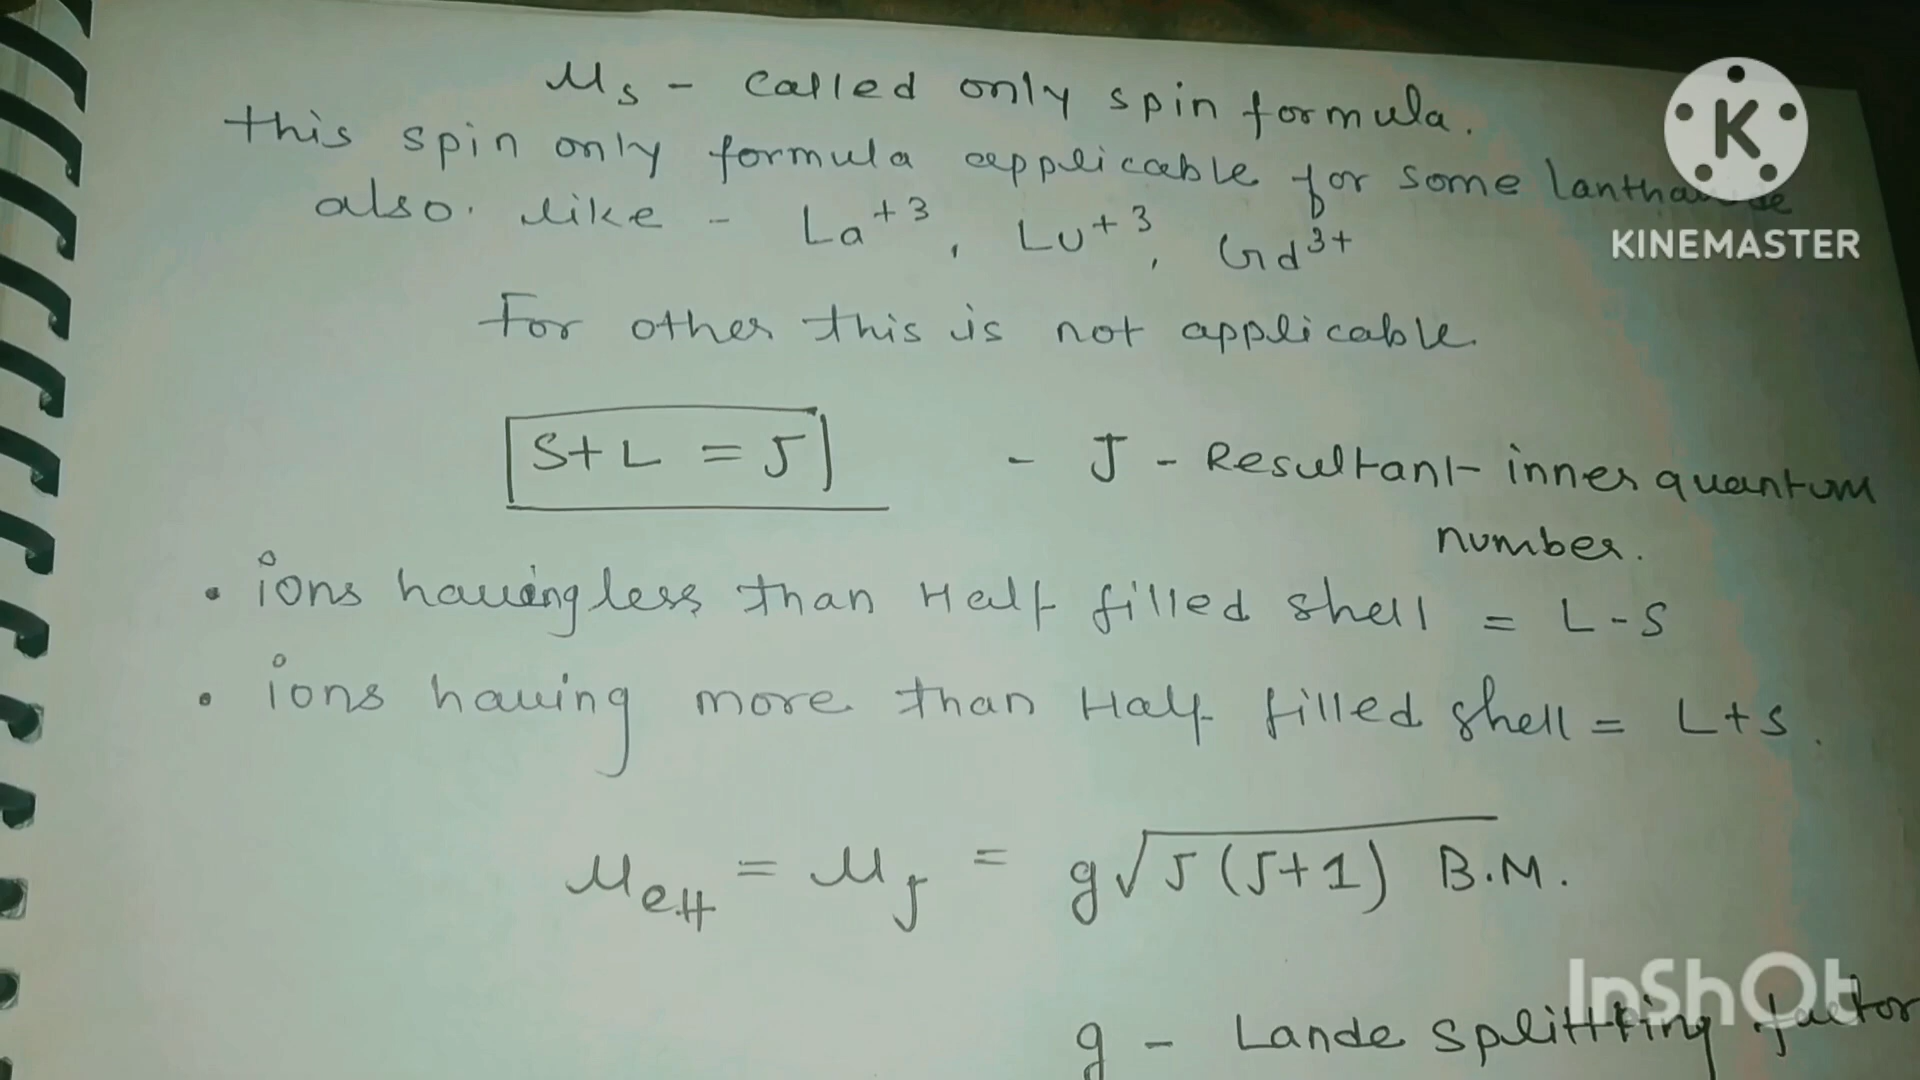 μs - called only spin formula.
this spin only formula applicable for some
also. like - La+3, Lu+3, Gd3+
For other this is not applicable.
S+L = J - J - Resultant inner quantum
number.
• ions having less than Half filled shell = L-S
• ions having more than Half filled shell = L+S.
μeff = μJ = g√J(J+1) B.M.
g - Lande splittting factor
K
KINEMASTER
InShOt